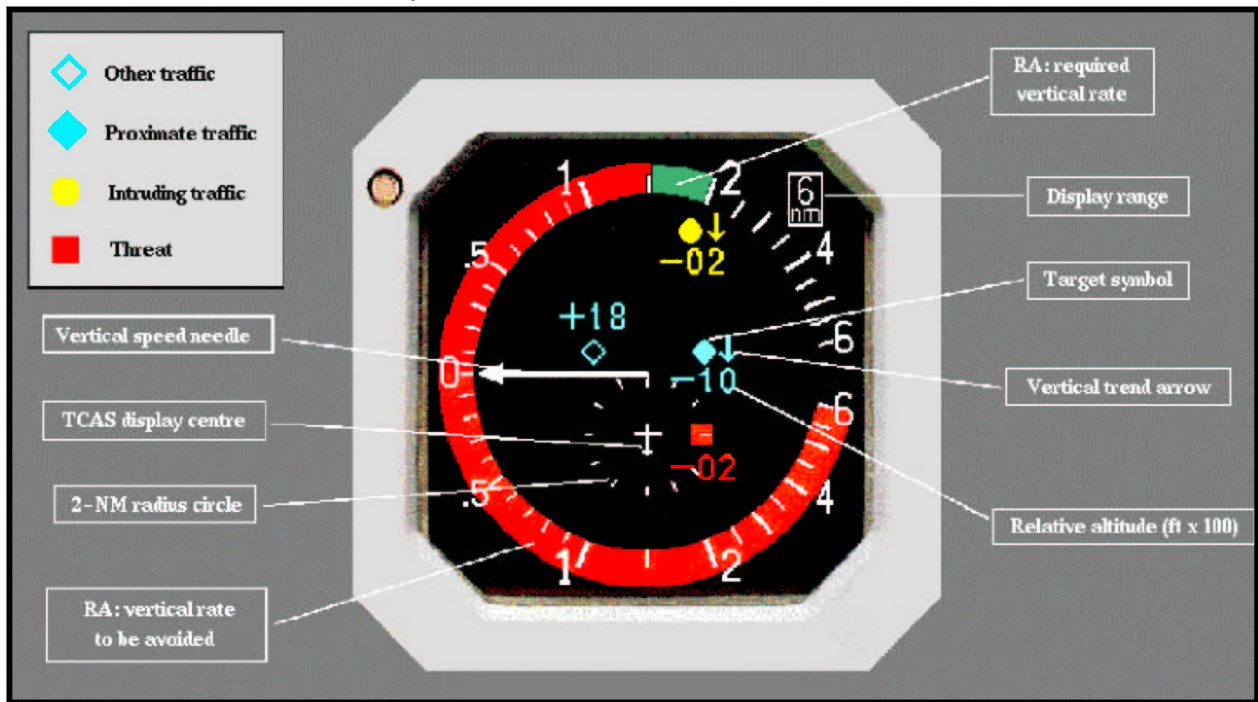 Other traffic
Proximate traffic
Intruding traffic
Threat
Vertical speed needle
TCAS display centre
2-NM radius circle
RA: vertical rate
to be avoided
RA: required
vertical rate
Display range
Target symbol
Vertical trend arrow
Relative altitude (ft x 100)
1
2
6
nm
.5
4
-02
+18
6
0
-10
6
-02
.5
4
1
2